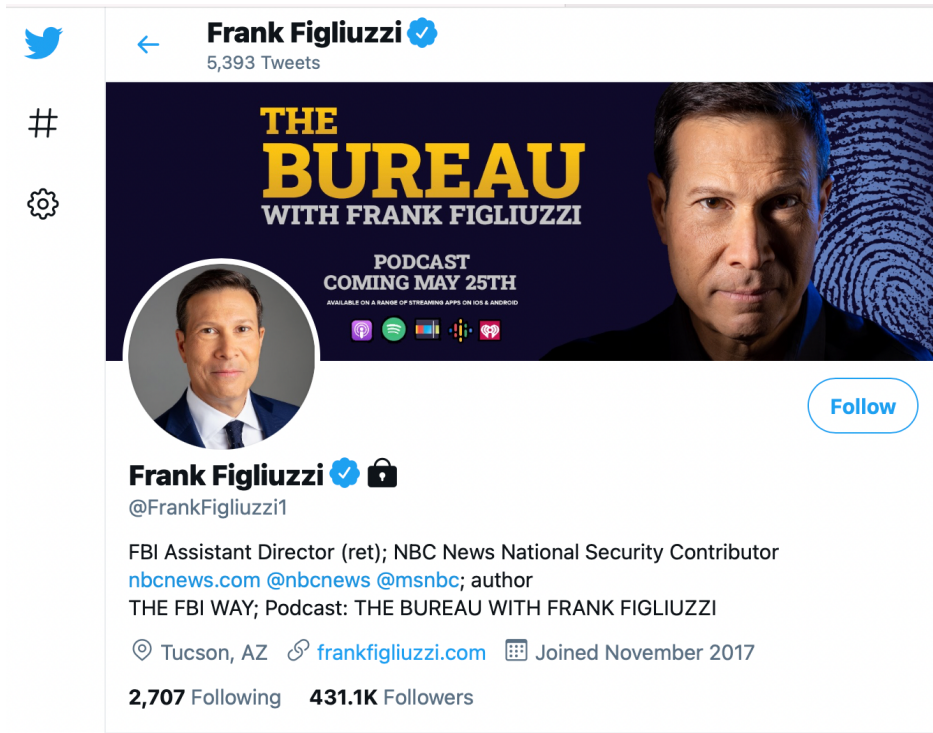 Frank Figliuzzi
5,393 Tweets
THE
BUREAU
WITH FRANK FIGLIUZZI
PODCAST
COMING MAY 25TH
AVAILABLE ON A RANGE OF STREAMING APPS ON IOS & ANDROID
Follow
Frank Figliuzzi
@FrankFigliuzzi1
FBI Assistant Director (ret); NBC News National Security Contributor
nbcnews.com @nbcnews @msnbc; author
THE FBI WAY; Podcast: THE BUREAU WITH FRANK FIGLIUZZI
Tucson, AZ frankfigliuzzi.com Joined November 2017
2,707 Following 431.1K Followers